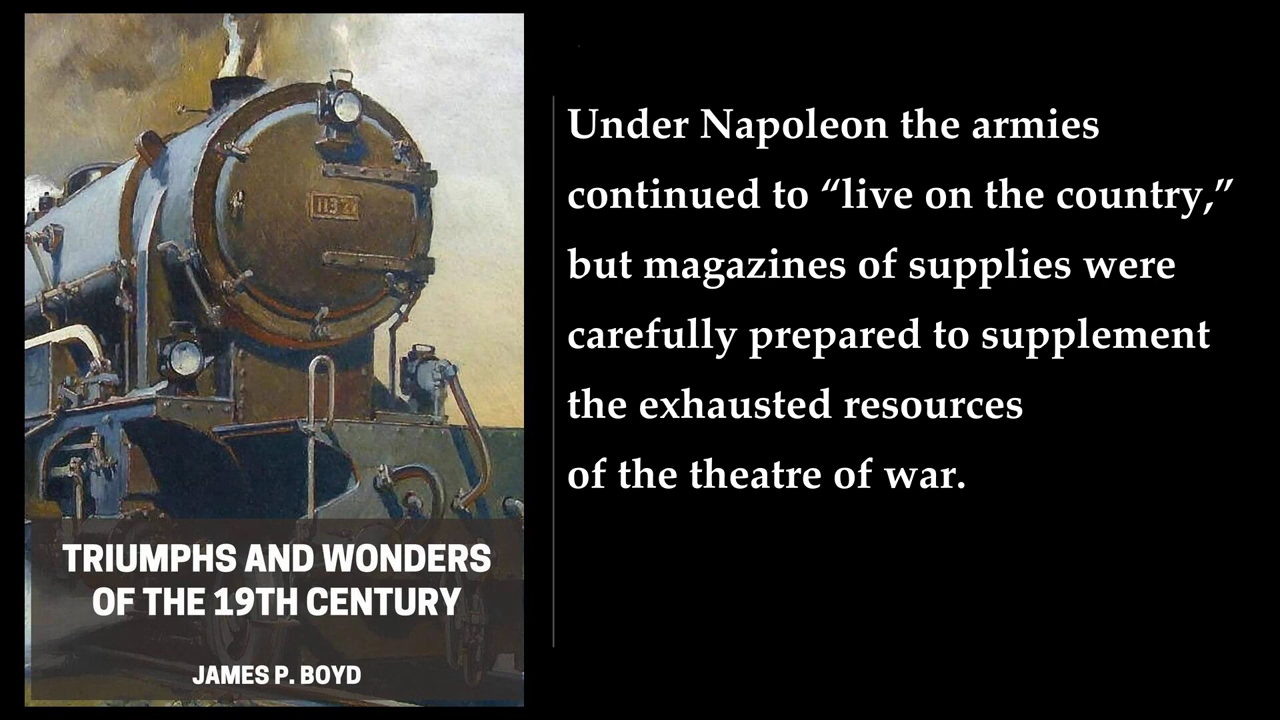 Under Napoleon the armies
continued to “live on the country,”
but magazines of supplies were
carefully prepared to supplement
the exhausted resources
of the theatre of war.
TRIUMPHS AND WONDERS
OF THE 19TH CENTURY
JAMES P. BOYD